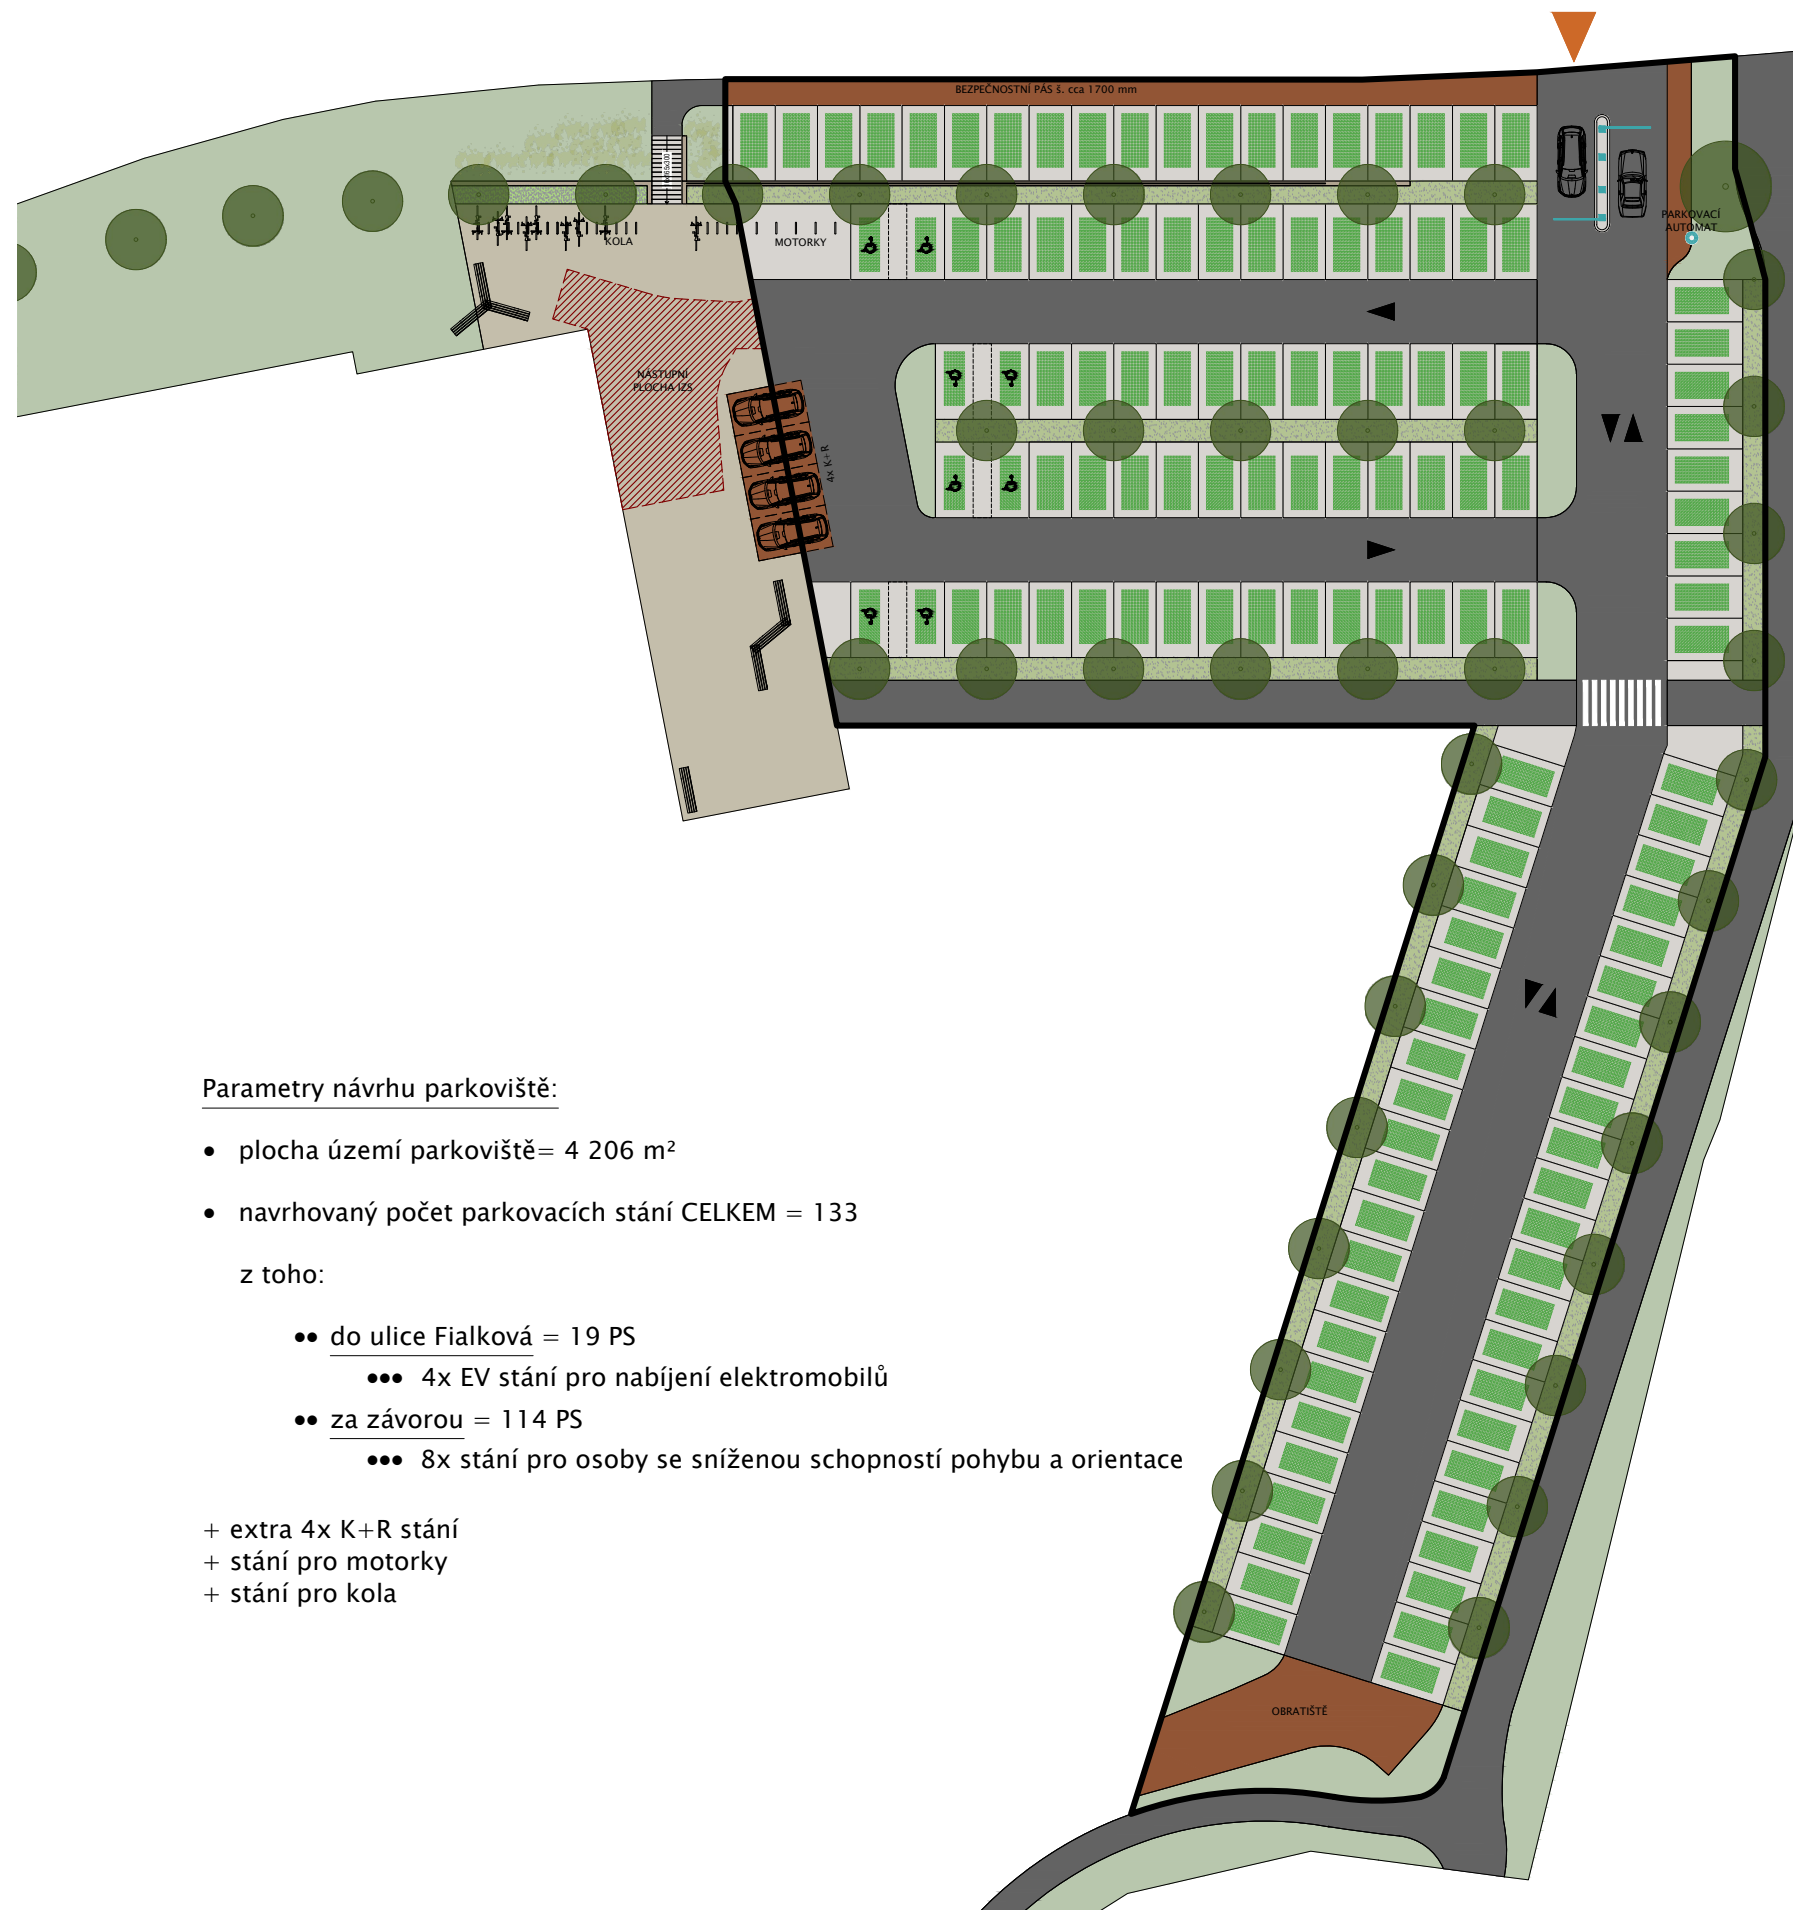 BEZPEČNOSTNÍ PÁS š. cca 1700 mm
PARKOVACÍ
AUTOMAT
KOLA
MOTORKY
NÁSTUPNÍ
PLOCHA IZS
4x K+R
Parametry návrhu parkoviště:
• plocha území parkoviště= 4 206 m²
• navrhovaný počet parkovacích stání CELKEM = 133
z toho:
•• do ulice Fialková = 19 PS
••• 4x EV stání pro nabíjení elektromobilů
•• za závorou = 114 PS
••• 8x stání pro osoby se sníženou schopností pohybu a orientace
+ extra 4x K+R stání
+ stání pro motorky
+ stání pro kola
OBRATIŠTĚ